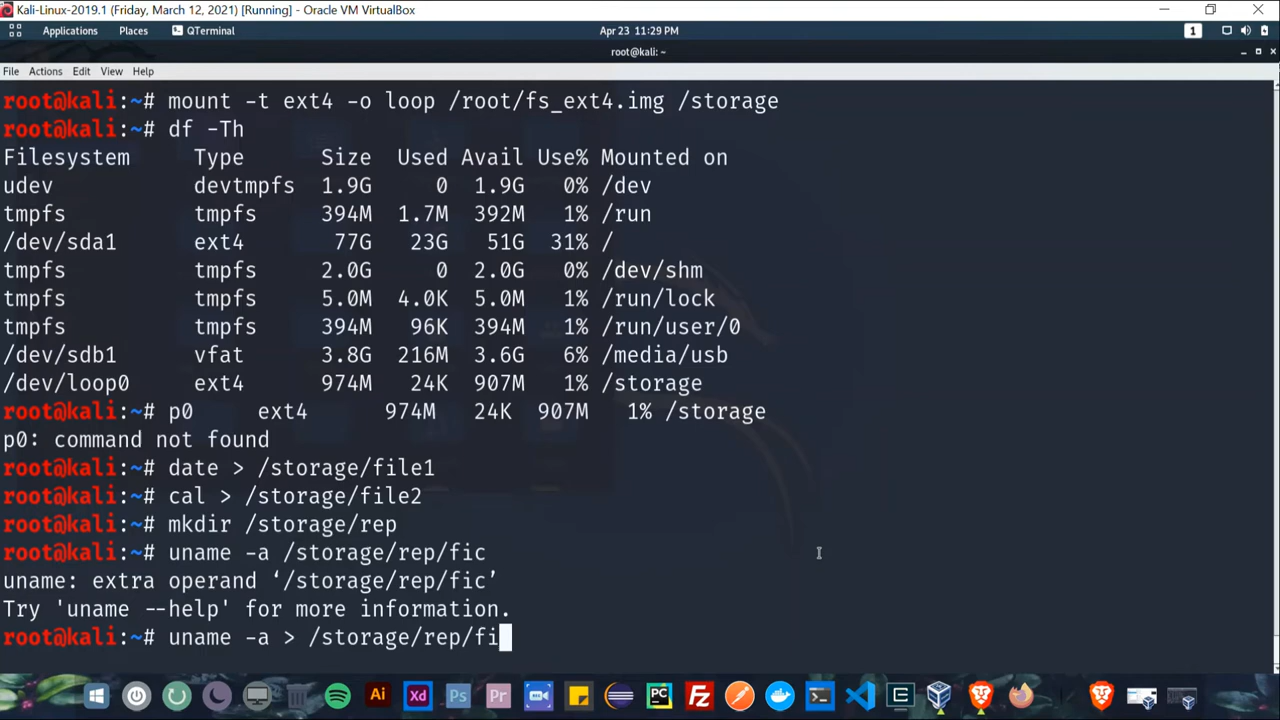 Kali-Linux-2019.1 (Friday, March 12, 2021) [Running] - Oracle VM VirtualBox
Applications Places QTerminal Apr 23 11:29 PM 1
root@kali: ~
File Actions Edit View Help
root@kali:~# mount -t ext4 -o loop /root/fs_ext4.img /storage
root@kali:~# df -Th
Filesystem Type Size Used Avail Use% Mounted on
udev devtmpfs 1.9G 0 1.9G 0% /dev
tmpfs tmpfs 394M 1.7M 392M 1% /run
/dev/sda1 ext4 77G 23G 51G 31% /
tmpfs tmpfs 2.0G 0 2.0G 0% /dev/shm
tmpfs tmpfs 5.0M 4.0K 5.0M 1% /run/lock
tmpfs tmpfs 394M 96K 394M 1% /run/user/0
/dev/sdb1 vfat 3.8G 216M 3.6G 6% /media/usb
/dev/loop0 ext4 974M 24K 907M 1% /storage
root@kali:~# p0 ext4 974M 24K 907M 1% /storage
p0: command not found
root@kali:~# date > /storage/file1
root@kali:~# cal > /storage/file2
root@kali:~# mkdir /storage/rep
root@kali:~# uname -a /storage/rep/fic
uname: extra operand ‘/storage/rep/fic’
Try 'uname --help' for more information.
root@kali:~# uname -a > /storage/rep/fi
Ai Xd Ps Pr PC FZ